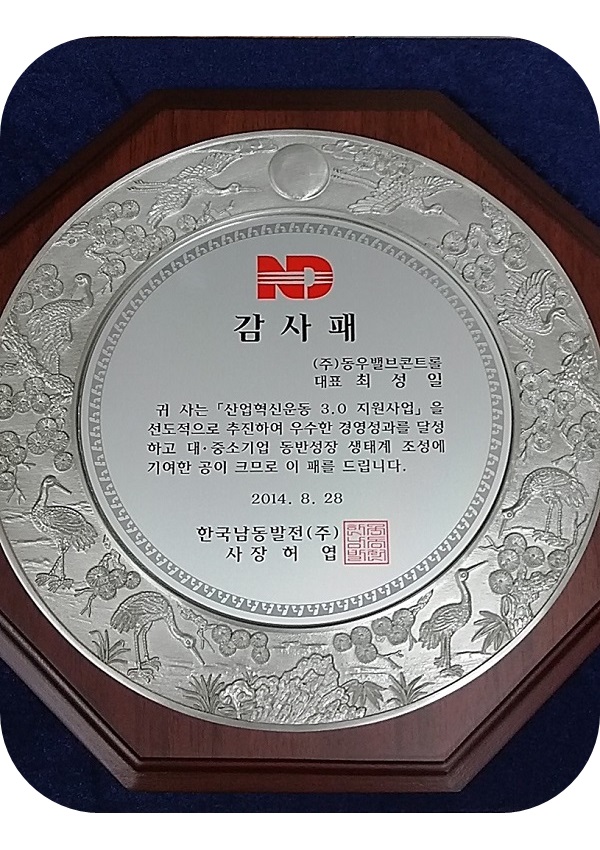 ND
감사패
(주)동우밸브콘트롤
대표 최성일
귀 사는「산업혁신운동 3.0 지원사업」을
선도적으로 추진하여 우수한 경영성과를 달성
하고 대·중소기업 동반성장 생태계 조성에
기여한 공이 크므로 이 패를 드립니다.
2014. 8. 28
한국남동발전(주)
사장 허엽